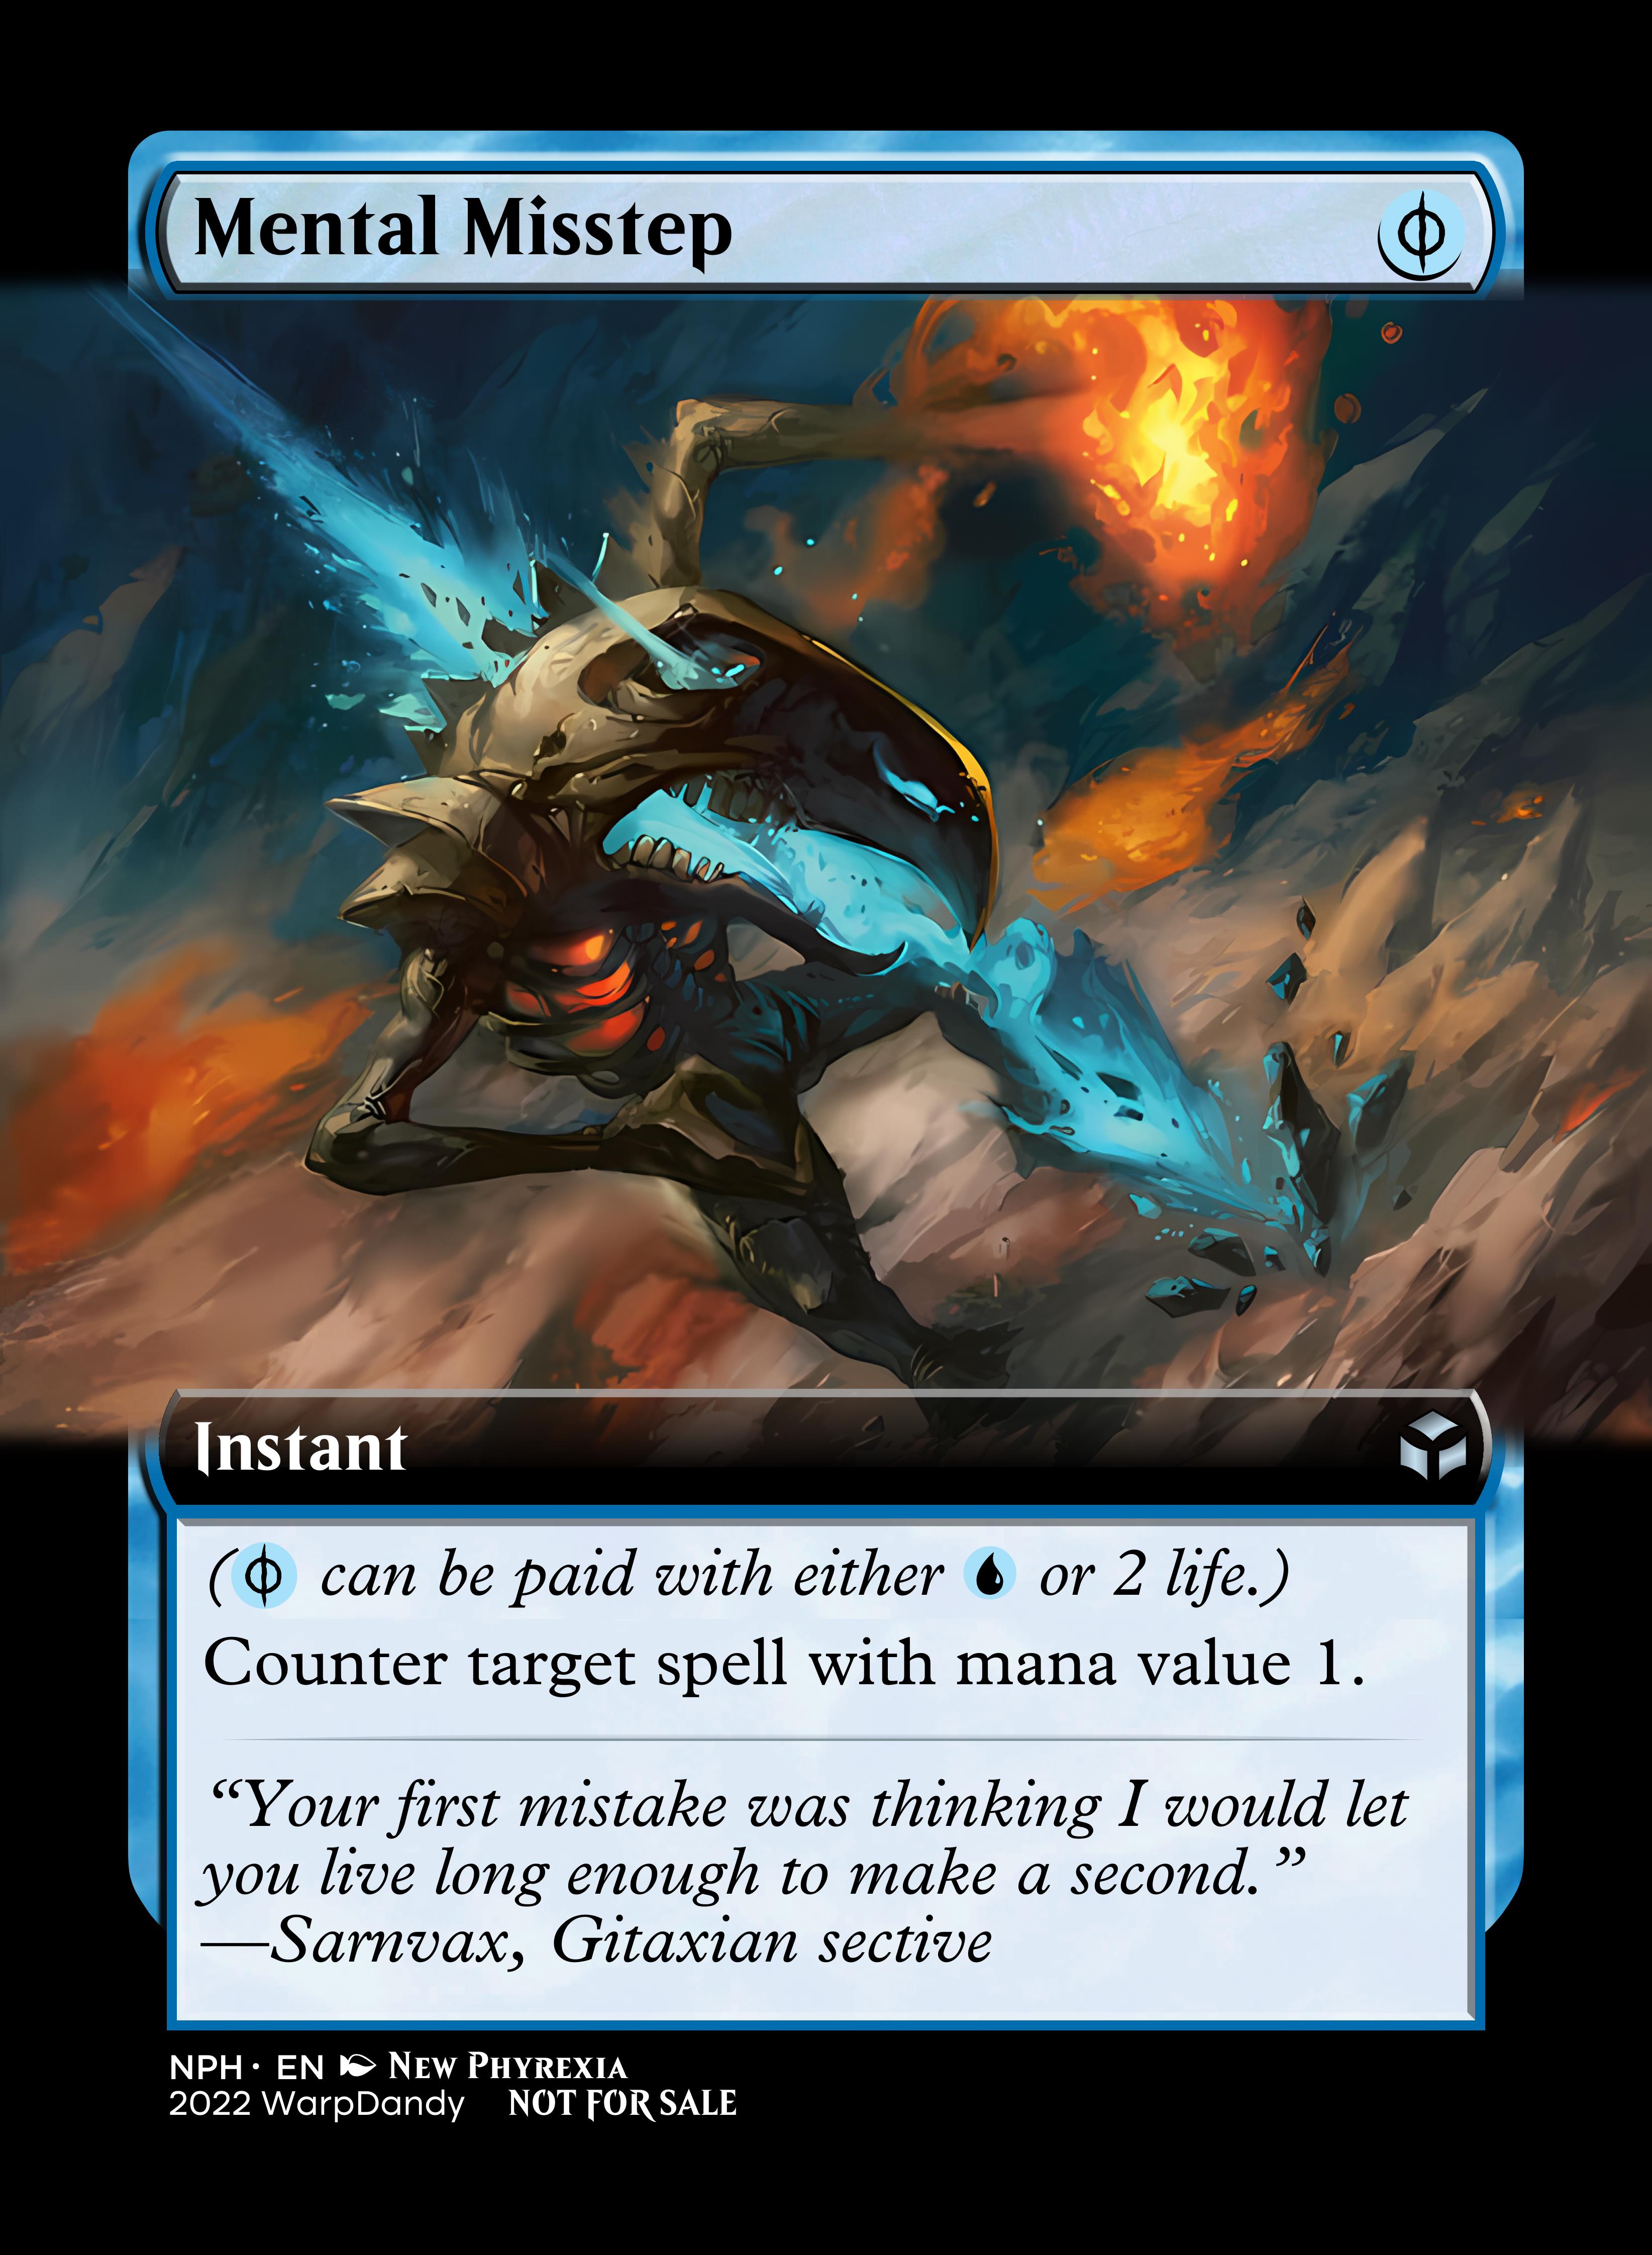 Mental Misstep
Instant
( can be paid with either or 2 life.)
Counter target spell with mana value 1.
“Your first mistake was thinking I would let
you live long enough to make a second.”
—Sarnvax, Gitaxian sective
NPH · EN NEW PHYREXIA
2022 WarpDandy NOT FOR SALE